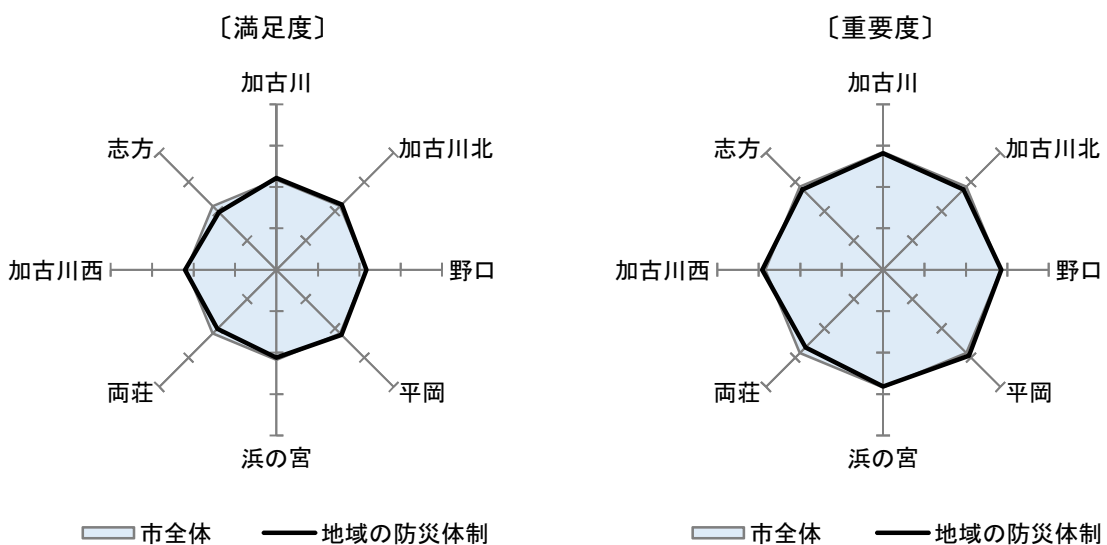 〔満足度〕
加古川
加古川北
野口
平岡
浜の宮
両荘
加古川西
志方
市全体
地域の防災体制
〔重要度〕
加古川
加古川北
野口
平岡
浜の宮
両荘
加古川西
志方
市全体
地域の防災体制